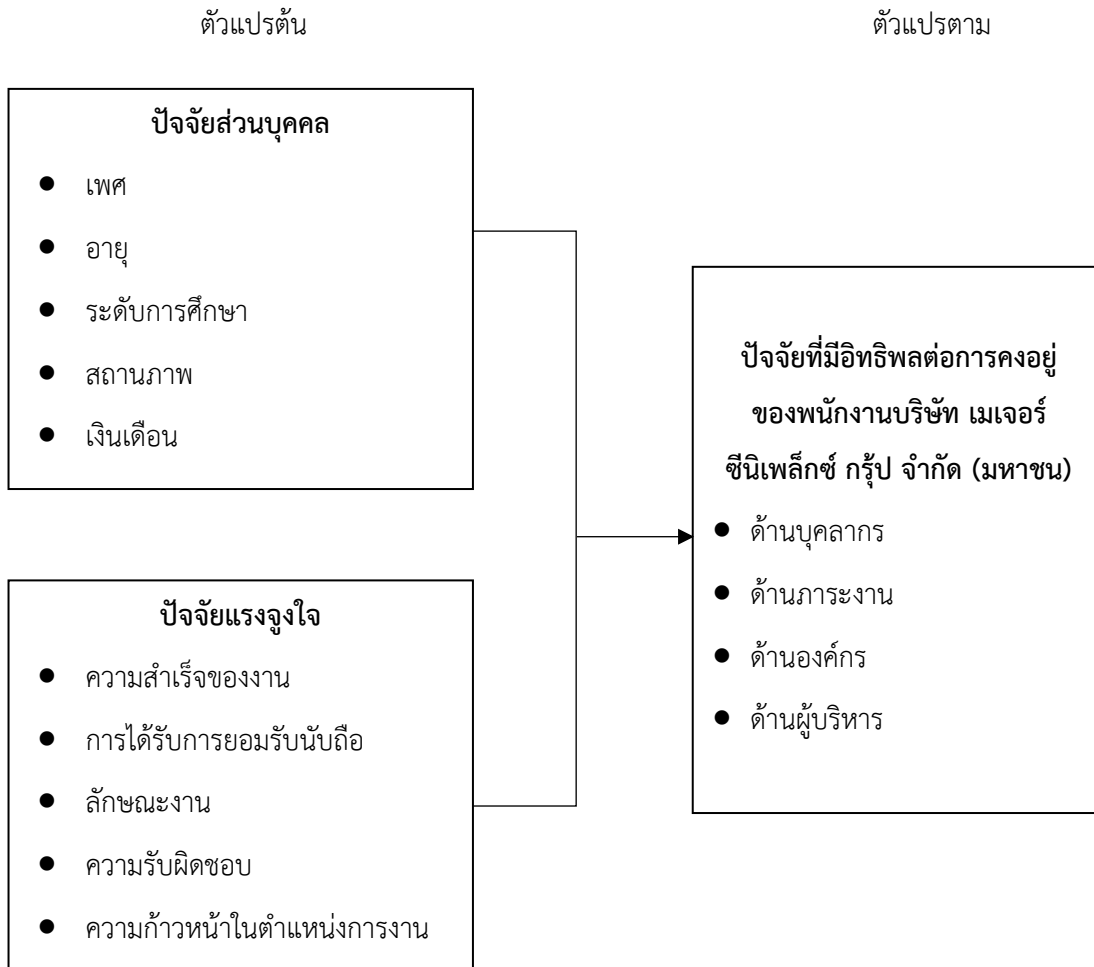 ตัวแปรต้น
ตัวแปรตาม
ปัจจัยส่วนบุคคล
● เพศ
● อายุ
● ระดับการศึกษา
● สถานภาพ
● เงินเดือน
ปัจจัยแรงจูงใจ
● ความสำเร็จของงาน
● การได้รับการยอมรับนับถือ
● ลักษณะงาน
● ความรับผิดชอบ
● ความก้าวหน้าในตำแหน่งการงาน
ปัจจัยที่มีอิทธิพลต่อการคงอยู่
ของพนักงานบริษัท เมเจอร์
ซีนิเพล็กซ์ กรุ้ป จำกัด (มหาชน)
● ด้านบุคลากร
● ด้านภาระงาน
● ด้านองค์กร
● ด้านผู้บริหาร